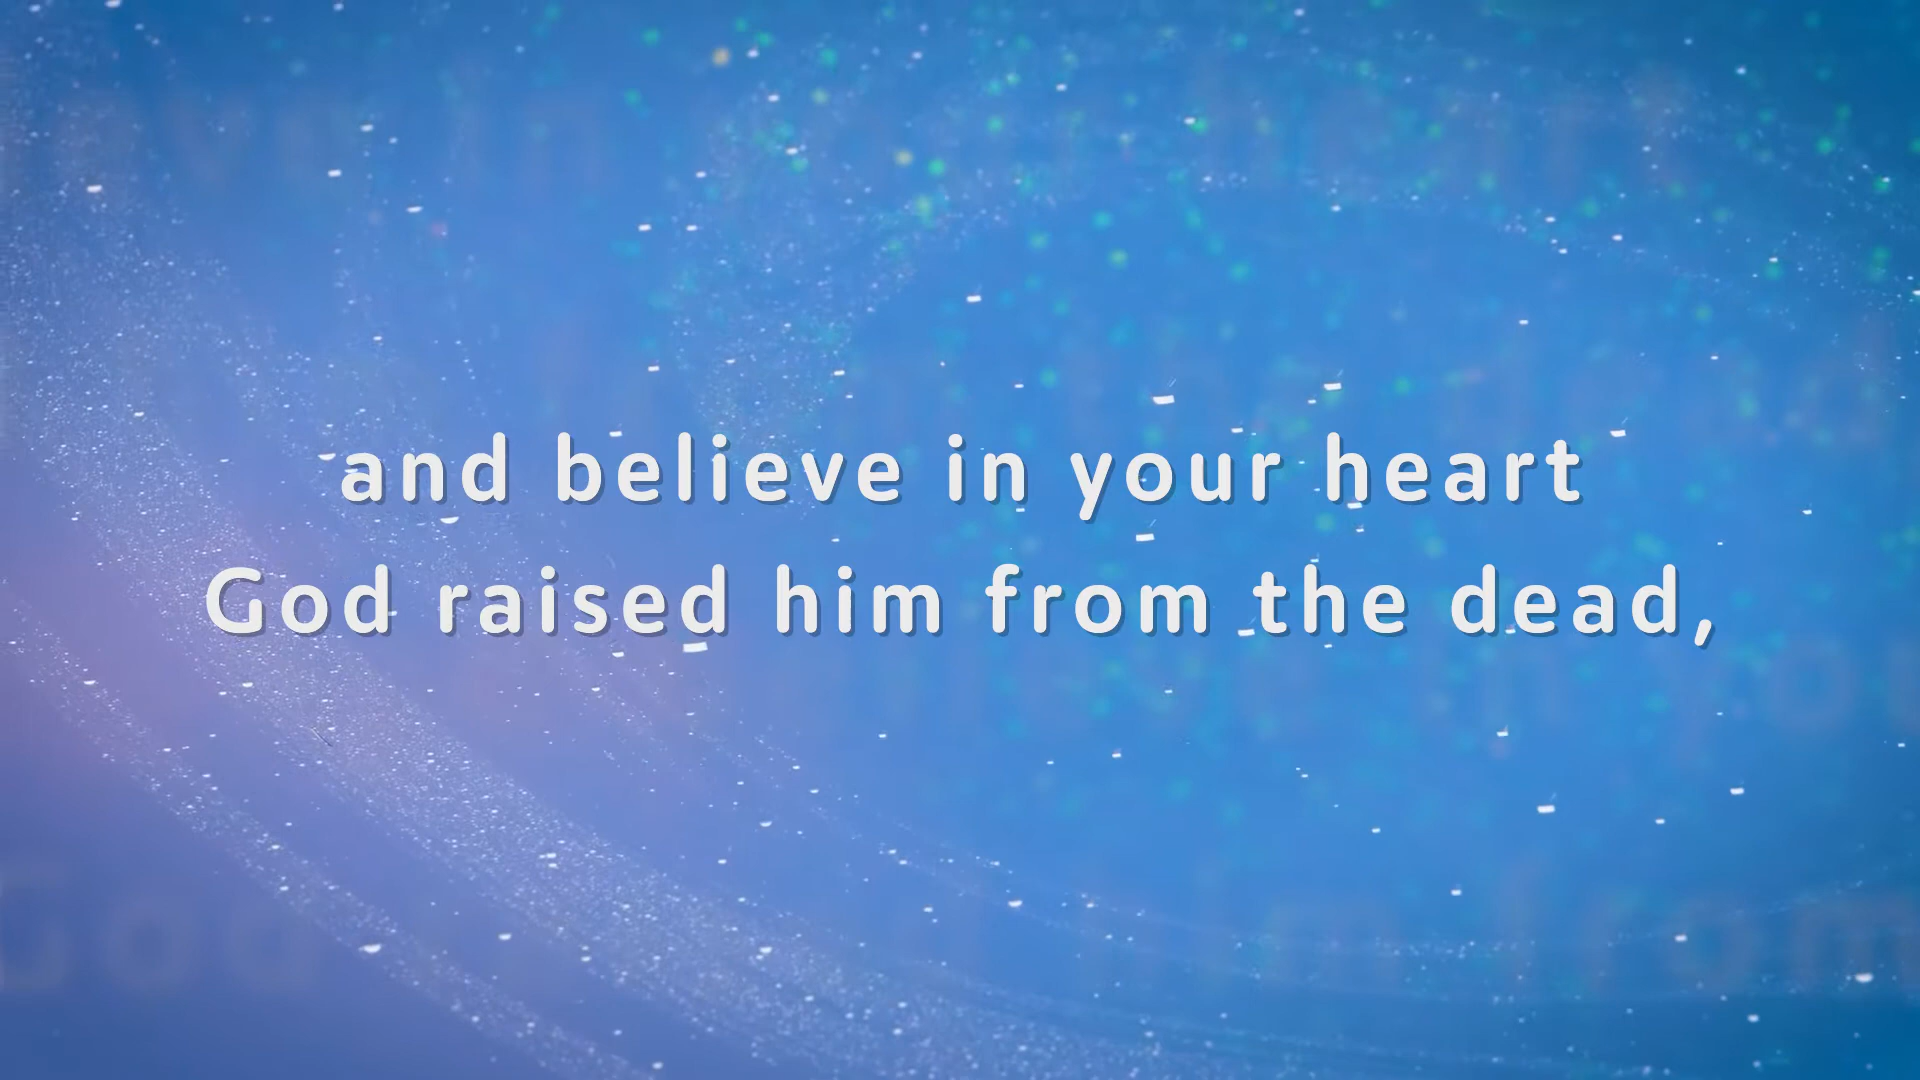 and believe in your heart
God raised him from the dead,